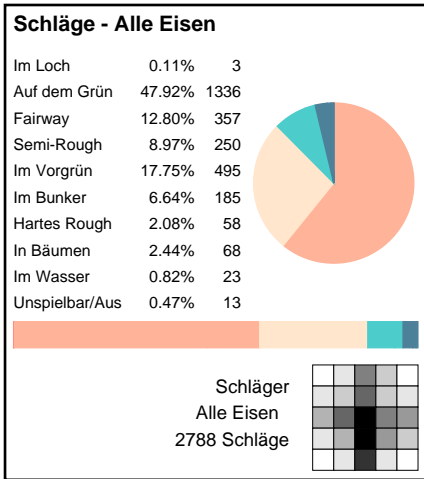 Schläge - Alle Eisen
Im Loch 0.11% 3
Auf dem Grün 47.92% 1336
Fairway 12.80% 357
Semi-Rough 8.97% 250
Im Vorgrün 17.75% 495
Im Bunker 6.64% 185
Hartes Rough 2.08% 58
In Bäumen 2.44% 68
Im Wasser 0.82% 23
Unspielbar/Aus 0.47% 13
Schläger
Alle Eisen
2788 Schläge